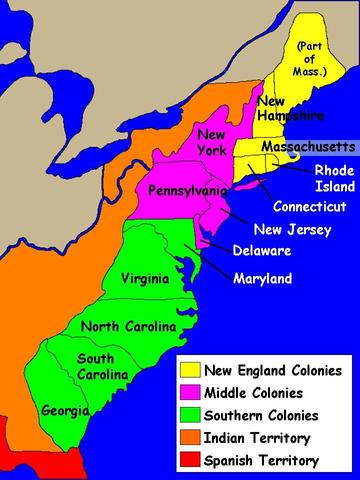 (Part
of
Mass.)
New
Hampshire
Massachusetts
New
York
Rhode
Island
Pennsylvania
Connecticut
New Jersey
Delaware
Virginia
Maryland
North Carolina
South
Carolina
Georgia
New England Colonies
Middle Colonies
Southern Colonies
Indian Territory
Spanish Territory